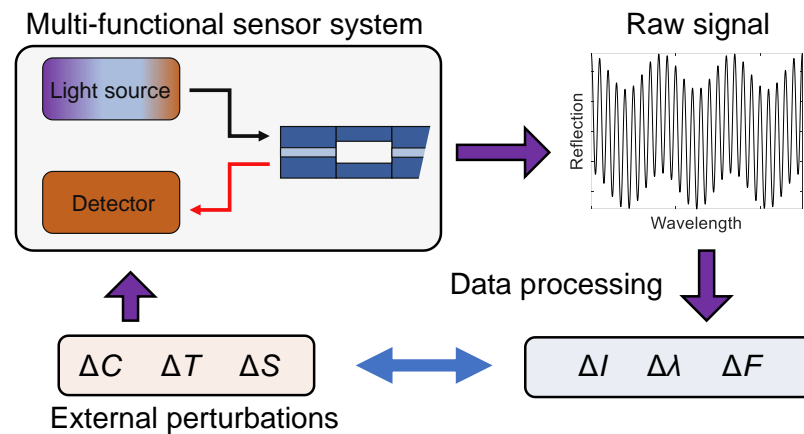 Multi-functional sensor system
Raw signal
Light source
Detector
Reflection
Wavelength
Data processing
ΔC ΔT ΔS
ΔI Δλ ΔF
External perturbations